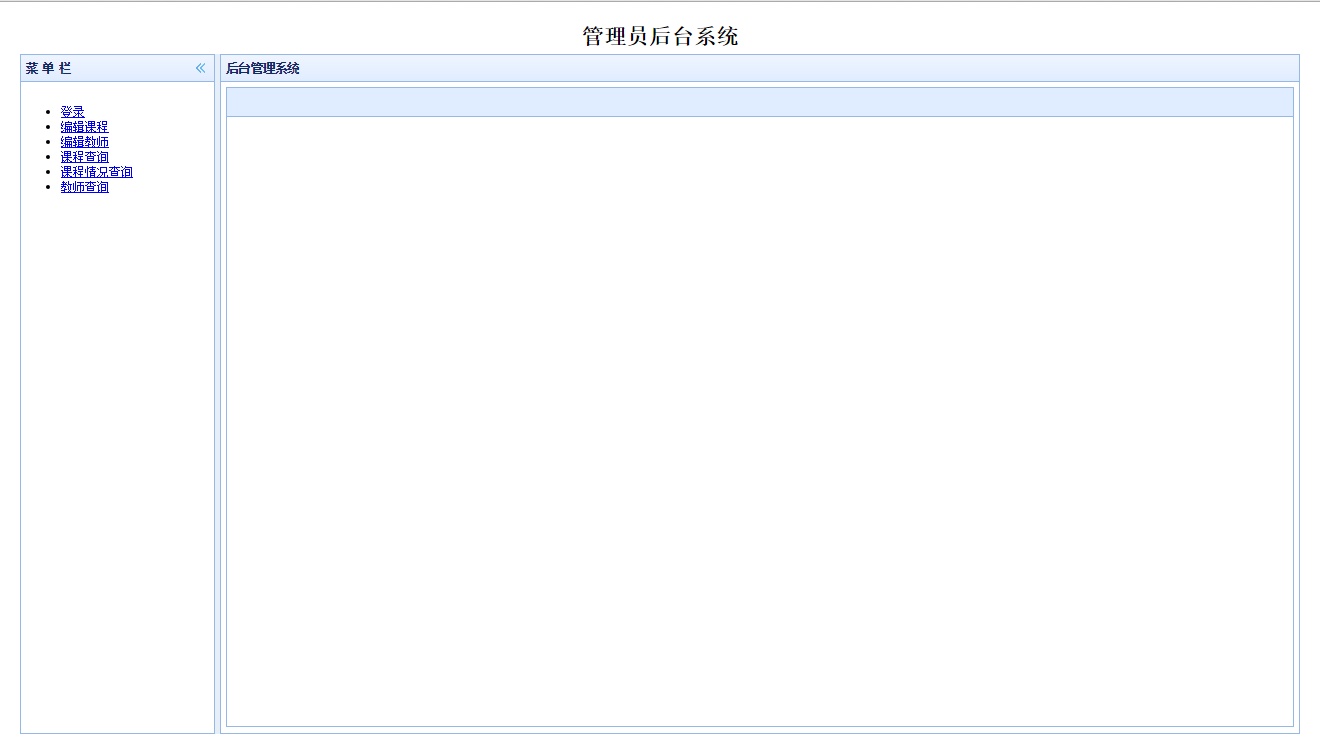 管理员后台系统
菜 单 栏
后台管理系统
登录
编辑课程
编辑教师
课程查询
课程情况查询
教师查询